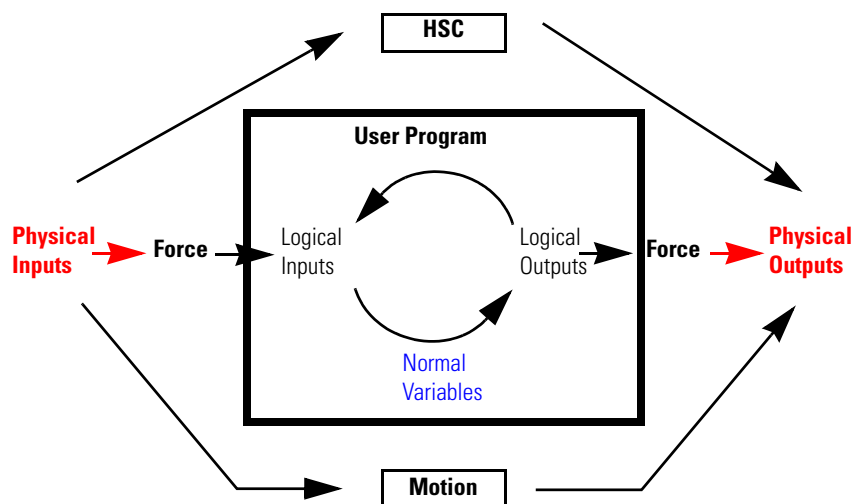 HSC
User Program
Physical
Inputs
Force
Logical
Inputs
Logical
Outputs
Force
Physical
Outputs
Normal
Variables
Motion